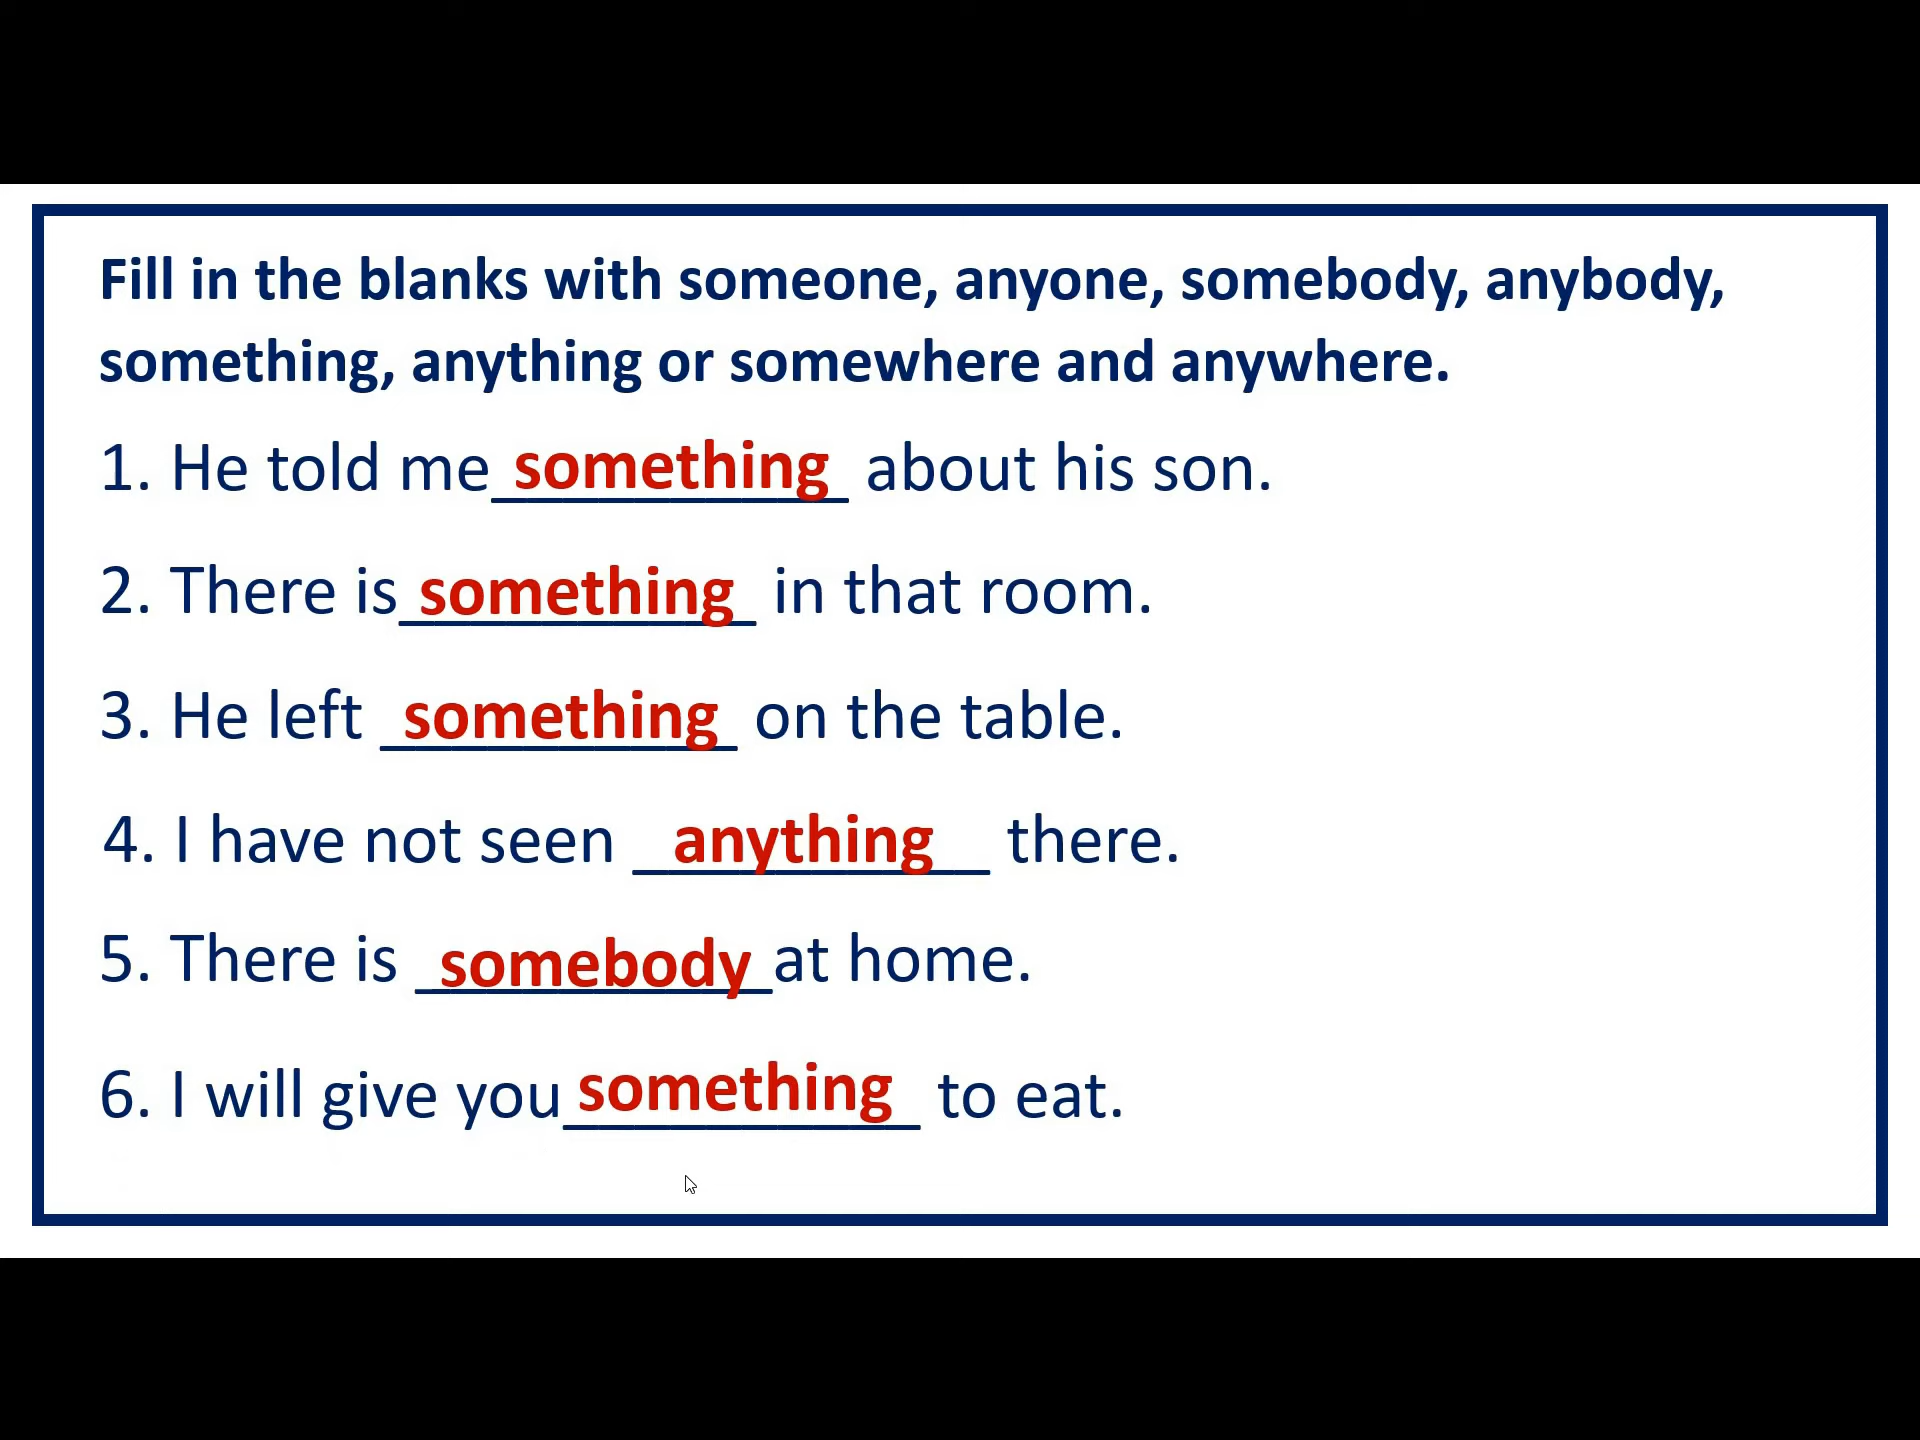 Fill in the blanks with someone, anyone, somebody, anybody,
something, anything or somewhere and anywhere.
1. He told me something about his son.
2. There is something in that room.
3. He left something on the table.
4. I have not seen anything there.
5. There is somebody at home.
6. I will give you something to eat.